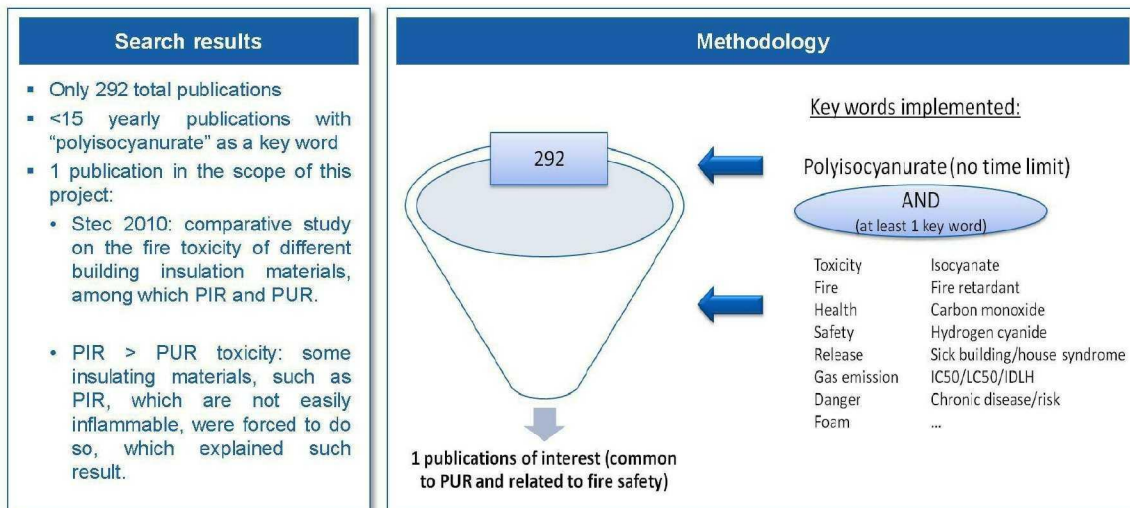 Search results
▪ Only 292 total publications
▪ <15 yearly publications with
“polyisocyanurate” as a key word
▪ 1 publication in the scope of this
project:
• Stec 2010: comparative study
on the fire toxicity of different
building insulation materials,
among which PIR and PUR.
• PIR > PUR toxicity: some
insulating materials, such as
PIR, which are not easily
inflammable, were forced to do
so, which explained such
result.
Methodology
292
1 publications of interest (common
to PUR and related to fire safety)
Key words implemented:
Polyisocyanurate (no time limit)
AND
(at least 1 key word)
Toxicity Isocyanate
Fire Fire retardant
Health Carbon monoxide
Safety Hydrogen cyanide
Release Sick building/house syndrome
Gas emission IC50/LC50/IDLH
Danger Chronic disease/risk
Foam ...